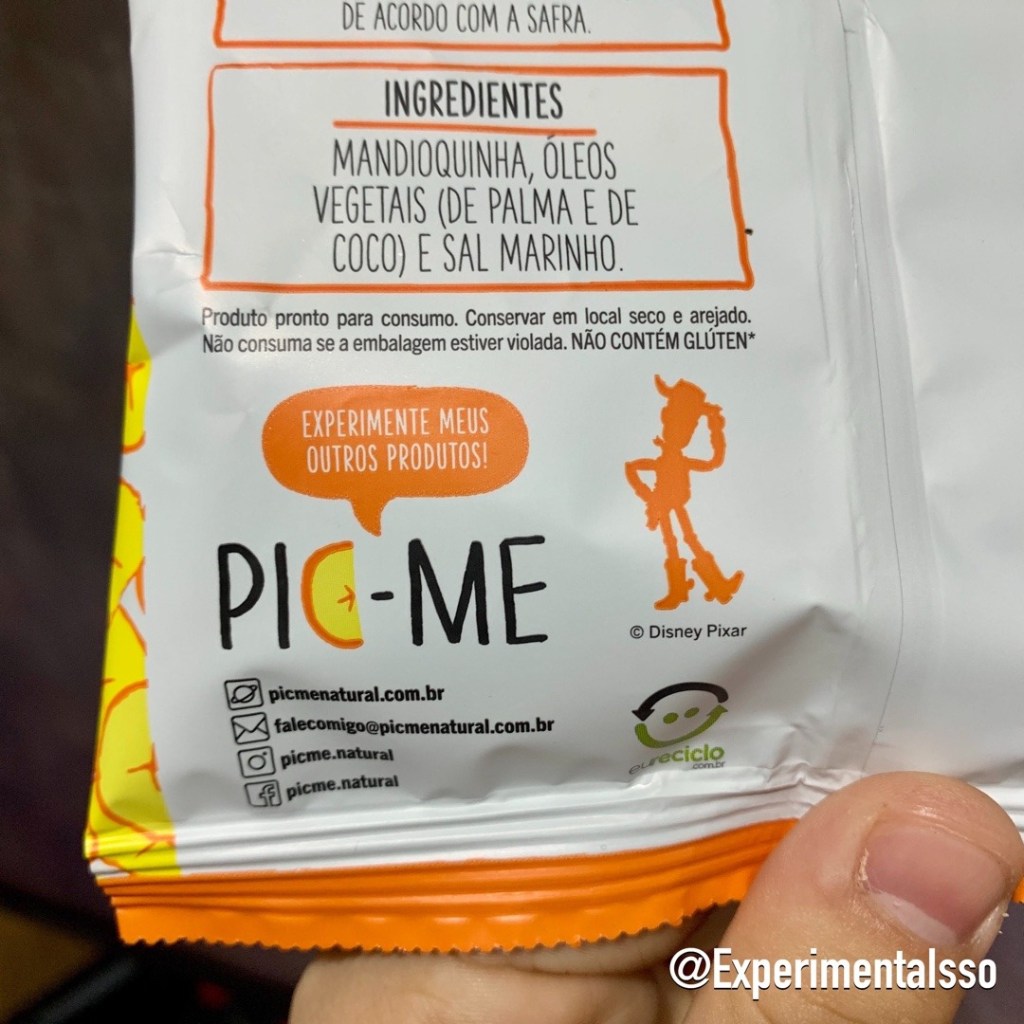 DE ACORDO COM A SAFRA.
INGREDIENTES
MANDIOQUINHA, ÓLEOS
VEGETAIS (DE PALMA E DE
COCO) E SAL MARINHO.
Produto pronto para consumo. Conservar em local seco e arejado.
Não consuma se a embalagem estiver violada. NÃO CONTÉM GLÚTEN*
EXPERIMENTE MEUS
OUTROS PRODUTOS!
PIC-ME
© Disney Pixar
picmenatural.com.br
falecomigo@picmenatural.com.br
picme.natural
picme.natural
eureciclo
.com.br
@Experimentalsso